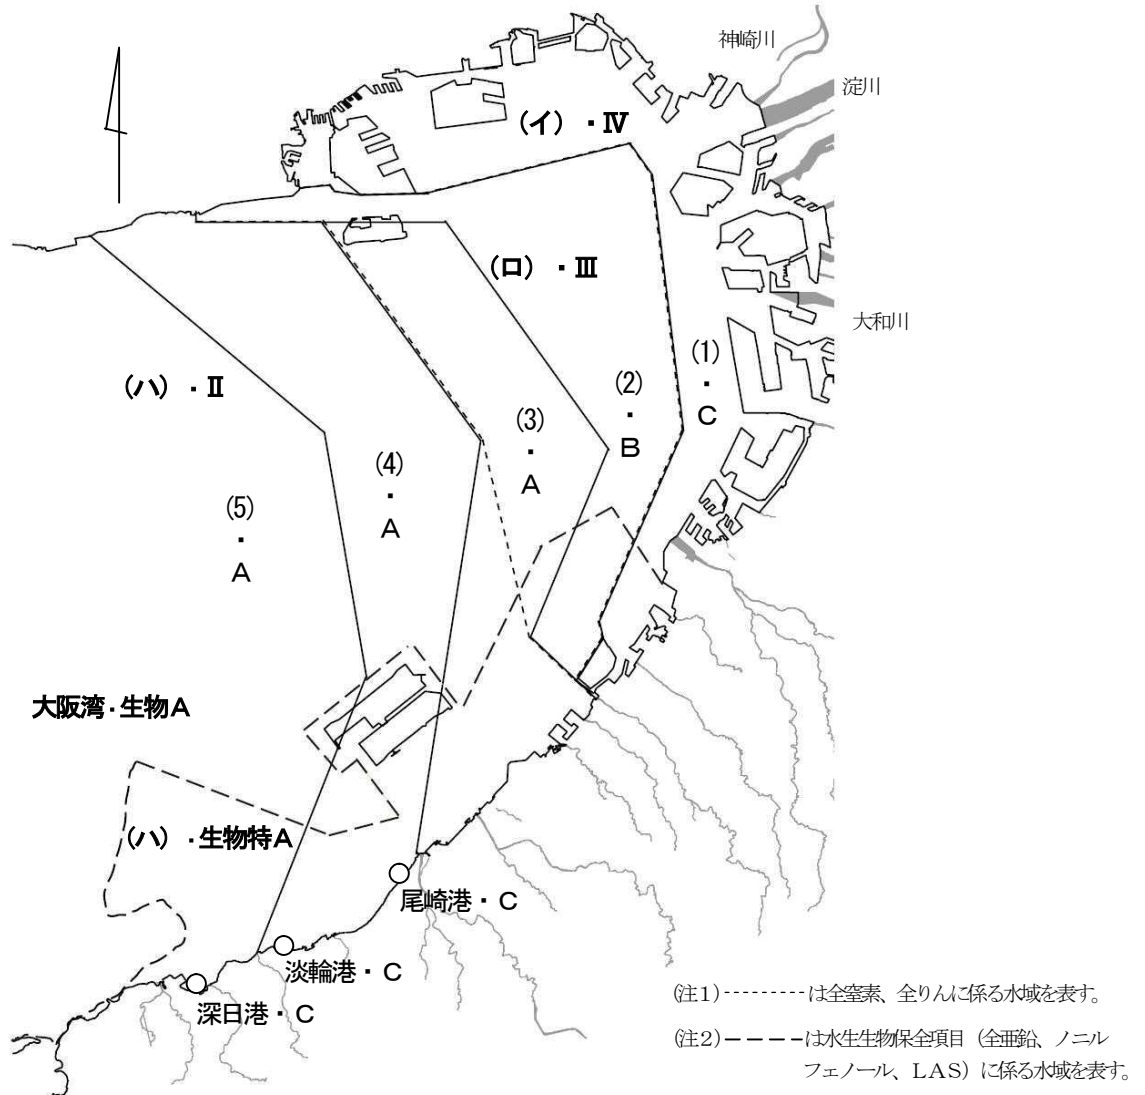 神崎川
淀川
(イ)・Ⅳ
(ロ)・Ⅲ
大和川
(1)
・
C
(ハ)・Ⅱ
(2)
・
B
(3)
・
A
(4)
・
A
(5)
・
A
大阪湾・生物A
(ハ)・生物特A
尾崎港・C
淡輪港・C
深日港・C
(注1)---------は全窒素、全りんに係る水域を表す。
(注2)－－－－は水生生物保全項目（全亜鉛、ノニル
フェノール、LAS）に係る水域を表す。